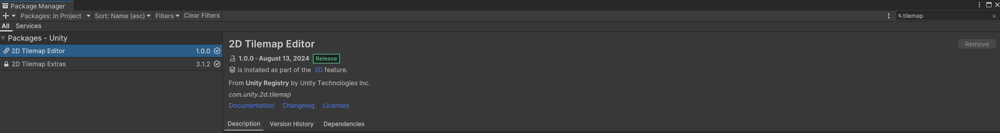 Package Manager
Packages: In Project Sort: Name (asc) Filters Clear Filters tilemap
All Services
Packages - Unity
2D Tilemap Editor 1.0.0
2D Tilemap Extras 3.1.2
2D Tilemap Editor
Remove
1.0.0 · August 13, 2024 Release
is installed as part of the 2D feature.
From Unity Registry by Unity Technologies Inc.
com.unity.2d.tilemap
Documentation Changelog Licenses
Description Version History Dependencies